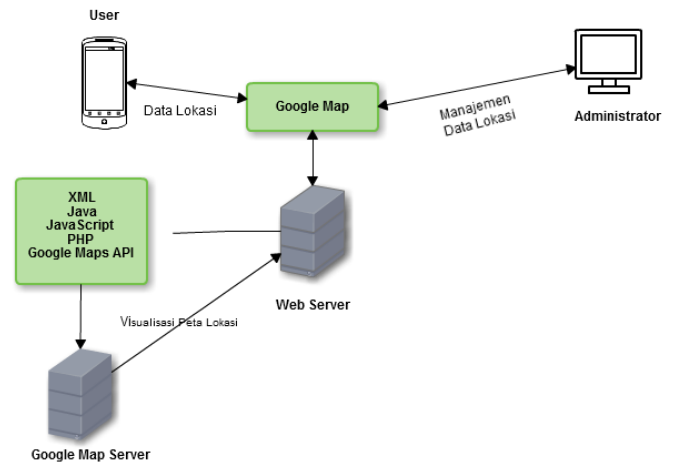 User
Data Lokasi
Google Map
Manajemen
Data Lokasi
Administrator
XML
Java
JavaScript
PHP
Google Maps API
Web Server
Visualisasi Peta Lokasi
Google Map Server